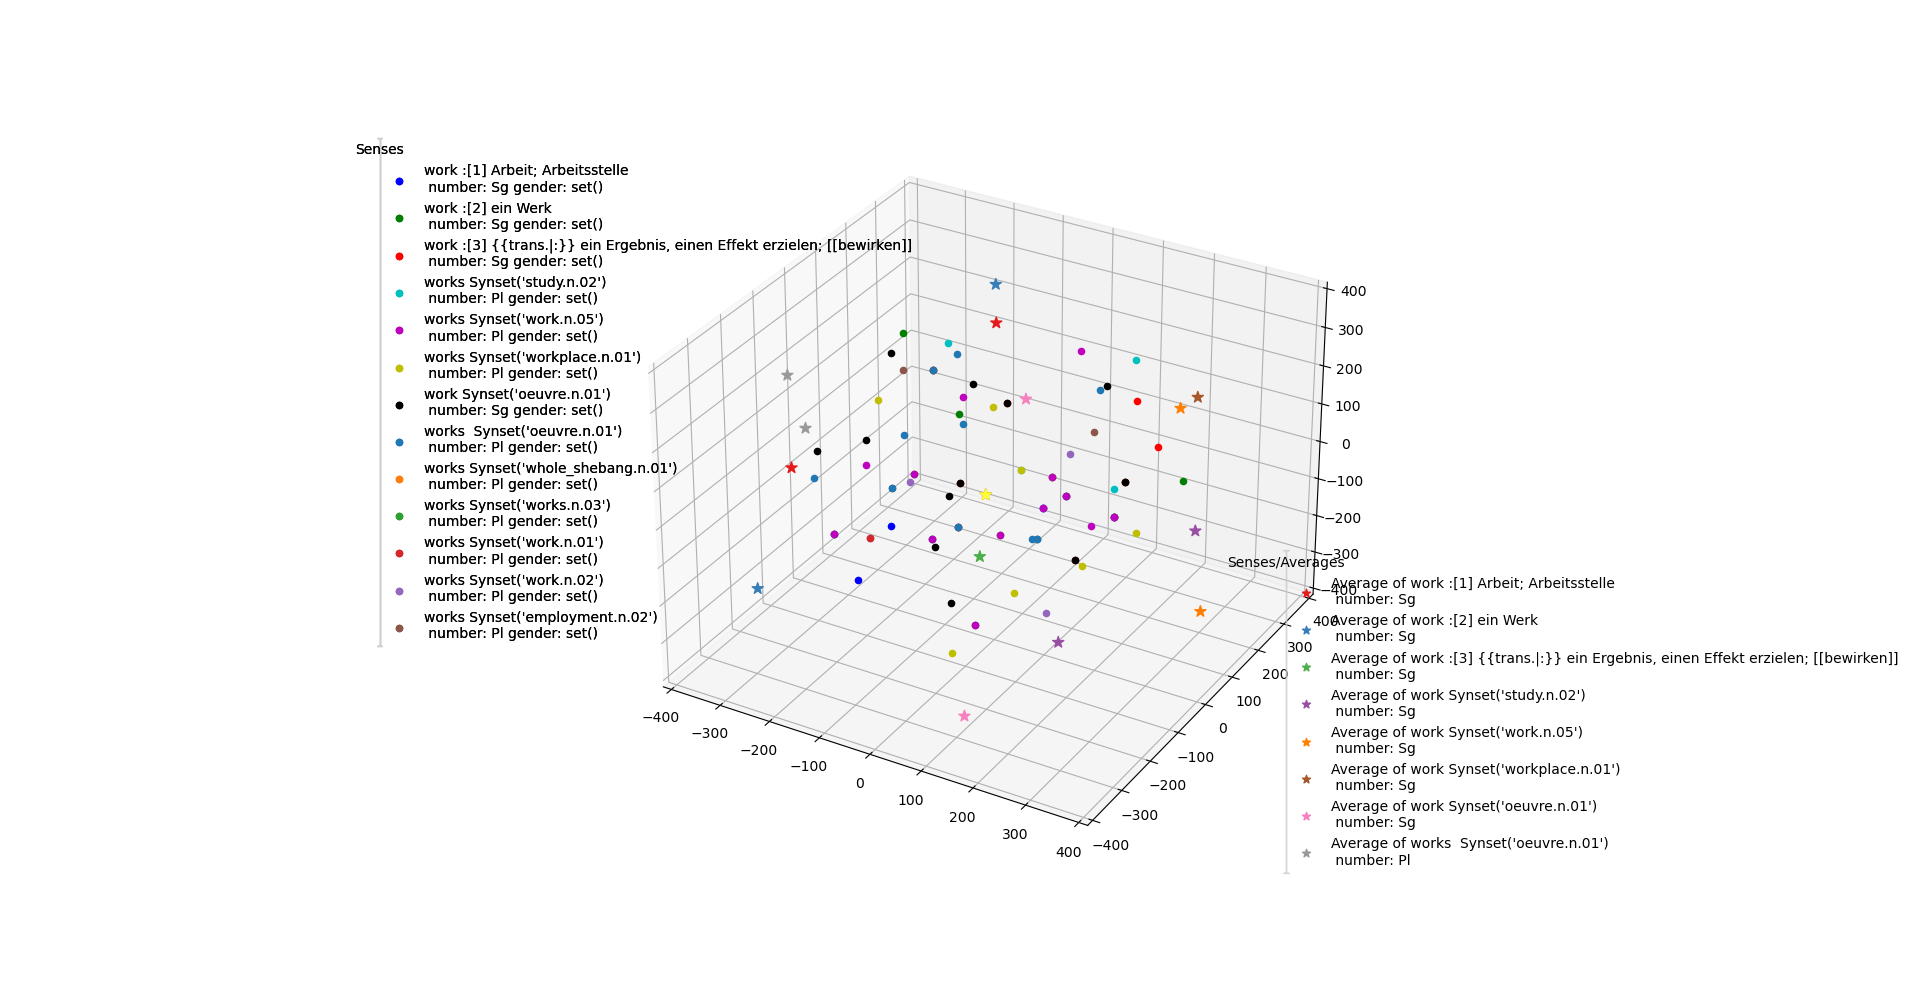 Senses
work :[1] Arbeit; Arbeitsstelle
number: Sg gender: set()
work :[2] ein Werk
number: Sg gender: set()
work :[3] {{trans.|:}} ein Ergebnis, einen Effekt erzielen; [[bewirken]]
number: Sg gender: set()
works Synset('study.n.02')
number: Pl gender: set()
works Synset('work.n.05')
number: Pl gender: set()
works Synset('workplace.n.01')
number: Pl gender: set()
work Synset('oeuvre.n.01')
number: Sg gender: set()
works  Synset('oeuvre.n.01')
number: Pl gender: set()
works Synset('whole_shebang.n.01')
number: Pl gender: set()
works Synset('works.n.03')
number: Pl gender: set()
works Synset('work.n.01')
number: Pl gender: set()
works Synset('work.n.02')
number: Pl gender: set()
works Synset('employment.n.02')
number: Pl gender: set()
−400
−300
−200
−100
0
100
200
300
400
−400
−300
−200
−100
0
100
200
300
400
400
300
200
100
0
−100
−200
−300
−400
Senses/Averages
Average of work :[1] Arbeit; Arbeitsstelle
number: Sg
Average of work :[2] ein Werk
number: Sg
Average of work :[3] {{trans.|:}} ein Ergebnis, einen Effekt erzielen; [[bewirken]]
number: Sg
Average of work Synset('study.n.02')
number: Sg
Average of work Synset('work.n.05')
number: Sg
Average of work Synset('workplace.n.01')
number: Sg
Average of work Synset('oeuvre.n.01')
number: Sg
Average of works  Synset('oeuvre.n.01')
number: Pl